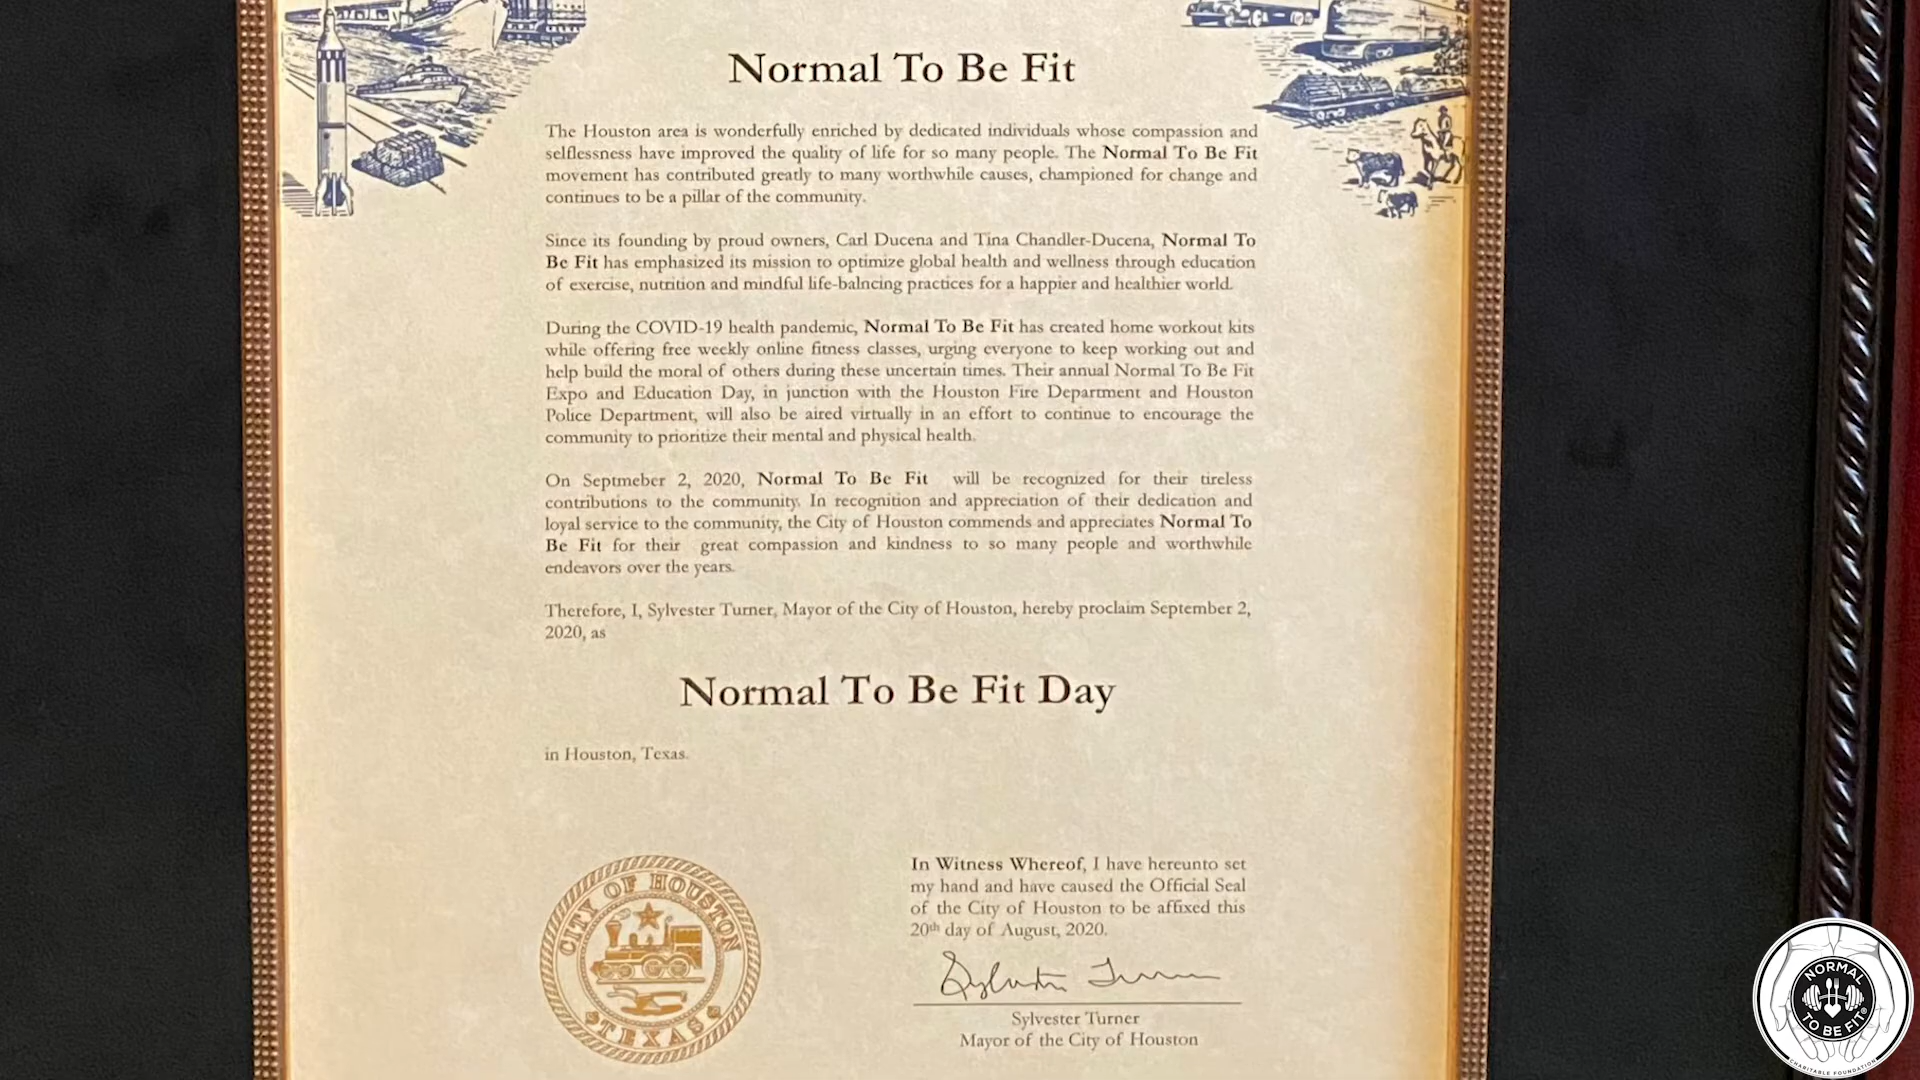 Normal To Be Fit
The Houston area is wonderfully enriched by dedicated individuals whose compassion and
selflessness have improved the quality of life for so many people. The Normal To Be Fit
movement has contributed greatly to many worthwhile causes, championed for change and
continues to be a pillar of the community.
Since its founding by proud owners, Carl Ducena and Tina Chandler-Ducena, Normal To
Be Fit has emphasized its mission to optimize global health and wellness through education
of exercise, nutrition and mindful life-balncing practices for a happier and healthier world.
During the COVID-19 health pandemic, Normal To Be Fit has created home workout kits
while offering free weekly online fitness classes, urging everyone to keep working out and
help build the moral of others during these uncertain times. Their annual Normal To Be Fit
Expo and Education Day, in junction with the Houston Fire Department and Houston
Police Department, will also be aired virtually in an effort to continue to encourage the
community to prioritize their mental and physical health.
On Septmeber 2, 2020, Normal To Be Fit will be recognized for their tireless
contributions to the community. In recognition and appreciation of their dedication and
loyal service to the community, the City of Houston commends and appreciates Normal To
Be Fit for their great compassion and kindness to so many people and worthwhile
endeavors over the years.
Therefore, I, Sylvester Turner, Mayor of the City of Houston, hereby proclaim September 2,
2020, as
Normal To Be Fit Day
in Houston, Texas.
CITY OF HOUSTON
TEXAS
In Witness Whereof, I have hereunto set
my hand and have caused the Official Seal
of the City of Houston to be affixed this
20th day of August, 2020.
Sylvester Turner
Sylvester Turner
Mayor of the City of Houston
NORMAL
TO BE FIT®
CHARITABLE FOUNDATION